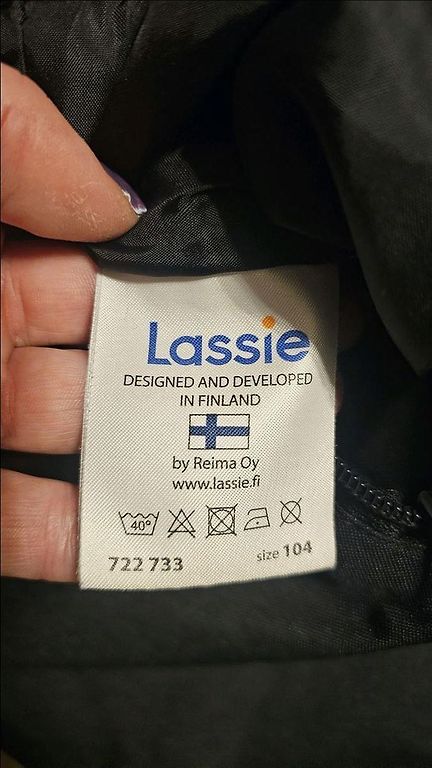 Lassie
DESIGNED AND DEVELOPED
IN FINLAND
by Reima Oy
www.lassie.fi
40°
722 733
size 104